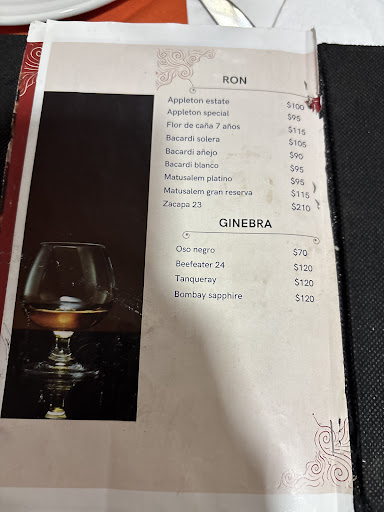 RON
Appleton estate $100
Appleton special $95
Flor de caña 7 años $115
Bacardi solera $105
Bacardi añejo $90
Bacardi blanco $95
Matusalem platino $95
Matusalem gran reserva $115
Zacapa 23 $210
GINEBRA
Oso negro $70
Beefeater 24 $120
Tanqueray $120
Bombay sapphire $120